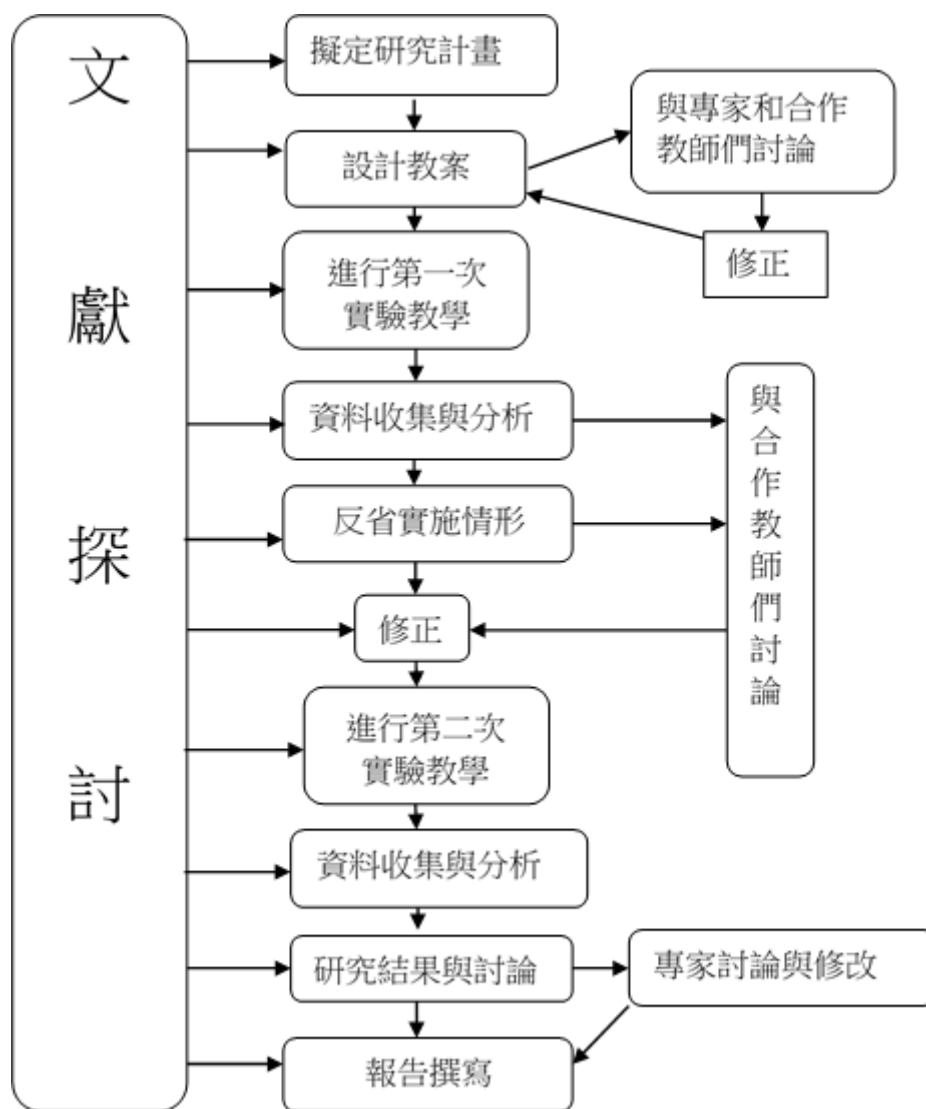 文獻探討
擬定研究計畫
設計教案
與專家和合作
教師們討論
修正
進行第一次
實驗教學
資料收集與分析
反省實施情形
與合作教師們討論
修正
進行第二次
實驗教學
資料收集與分析
研究結果與討論
專家討論與修改
報告撰寫